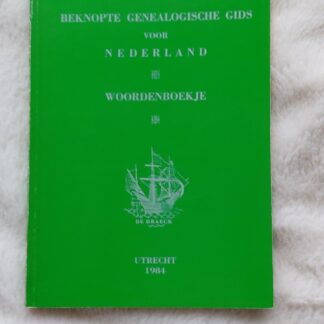 BEKNOPTE GENEALOGISCHE GIDS
VOOR
NEDERLAND
WOORDENBOEKJE
DE DRAECK
UTRECHT
1984